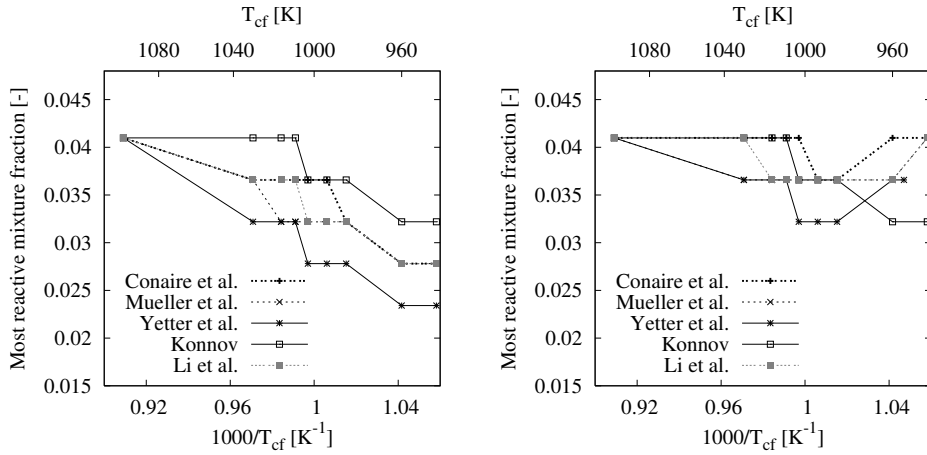 T_cf [K]
1080 1040 1000 960
Most reactive mixture fraction [-]
0.045
0.04
0.035
0.03
0.025
0.02
0.015
Conaire et al.
Mueller et al.
Yetter et al.
Konnov
Li et al.
0.92 0.96 1 1.04
1000/T_cf [K^-1]
T_cf [K]
1080 1040 1000 960
Most reactive mixture fraction [-]
0.045
0.04
0.035
0.03
0.025
0.02
0.015
Conaire et al.
Mueller et al.
Yetter et al.
Konnov
Li et al.
0.92 0.96 1 1.04
1000/T_cf [K^-1]